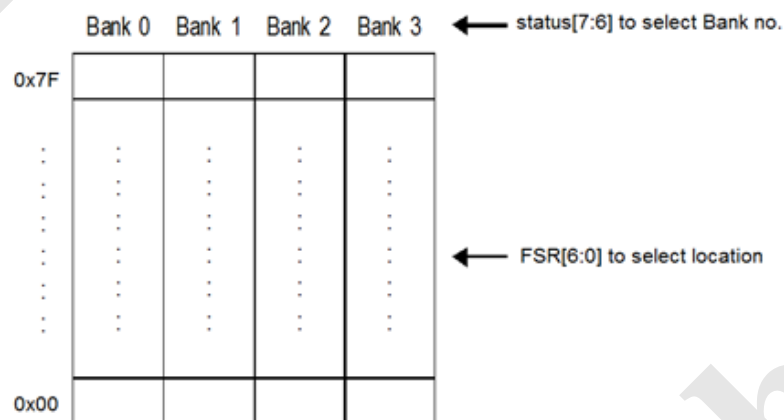 Bank 0 Bank 1 Bank 2 Bank 3 status[7:6] to select Bank no.
0x7F
FSR[6:0] to select location
0x00